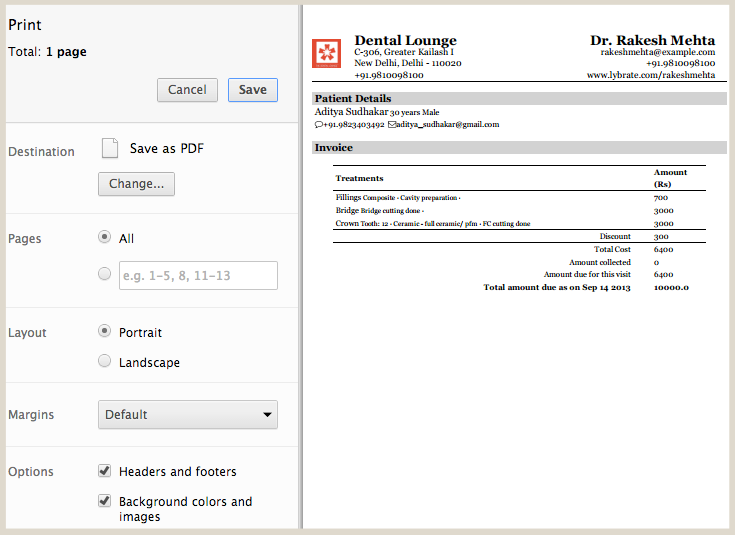 Print
Total: 1 page
Cancel Save
Destination
Save as PDF
Change...
Pages
All
e.g. 1-5, 8, 11-13
Layout
Portrait
Landscape
Margins
Default
Options
Headers and footers
Background colors and
images
Dental Lounge
C-306, Greater Kailash I
New Delhi, Delhi - 110020
+91.9810098100
Dr. Rakesh Mehta
rakeshmehta@example.com
+91.9810098100
www.lybrate.com/rakeshmehta
Patient Details
Aditya Sudhakar 30 years Male
+91.9823403492 aditya_sudhakar@gmail.com
Invoice
Treatments Amount
(Rs)
Fillings Composite - Cavity preparation - 700
Bridge Bridge cutting done - 3000
Crown Tooth: 12 - Ceramic - full ceramic/ pfm - FC cutting done 3000
Discount 300
Total Cost 6400
Amount collected 0
Amount due for this visit 6400
Total amount due as on Sep 14 2013 10000.0